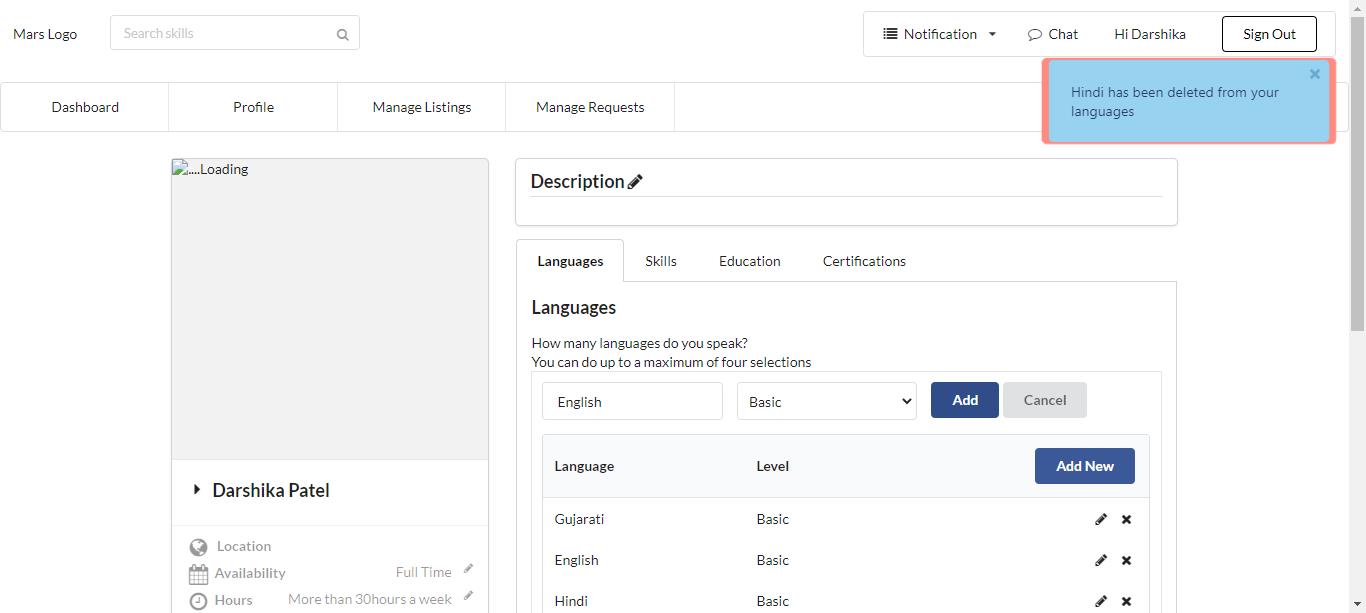 Mars Logo
Search skills
Notification
Chat
Hi Darshika
Sign Out
Hindi has been deleted from your
languages
Dashboard
Profile
Manage Listings
Manage Requests
....Loading
Description
Languages
Skills
Education
Certifications
Languages
How many languages do you speak?
You can do up to a maximum of four selections
English
Basic
Add
Cancel
Language
Level
Add New
Gujarati
Basic
English
Basic
Hindi
Basic
Darshika Patel
Location
Availability
Full Time
Hours
More than 30hours a week